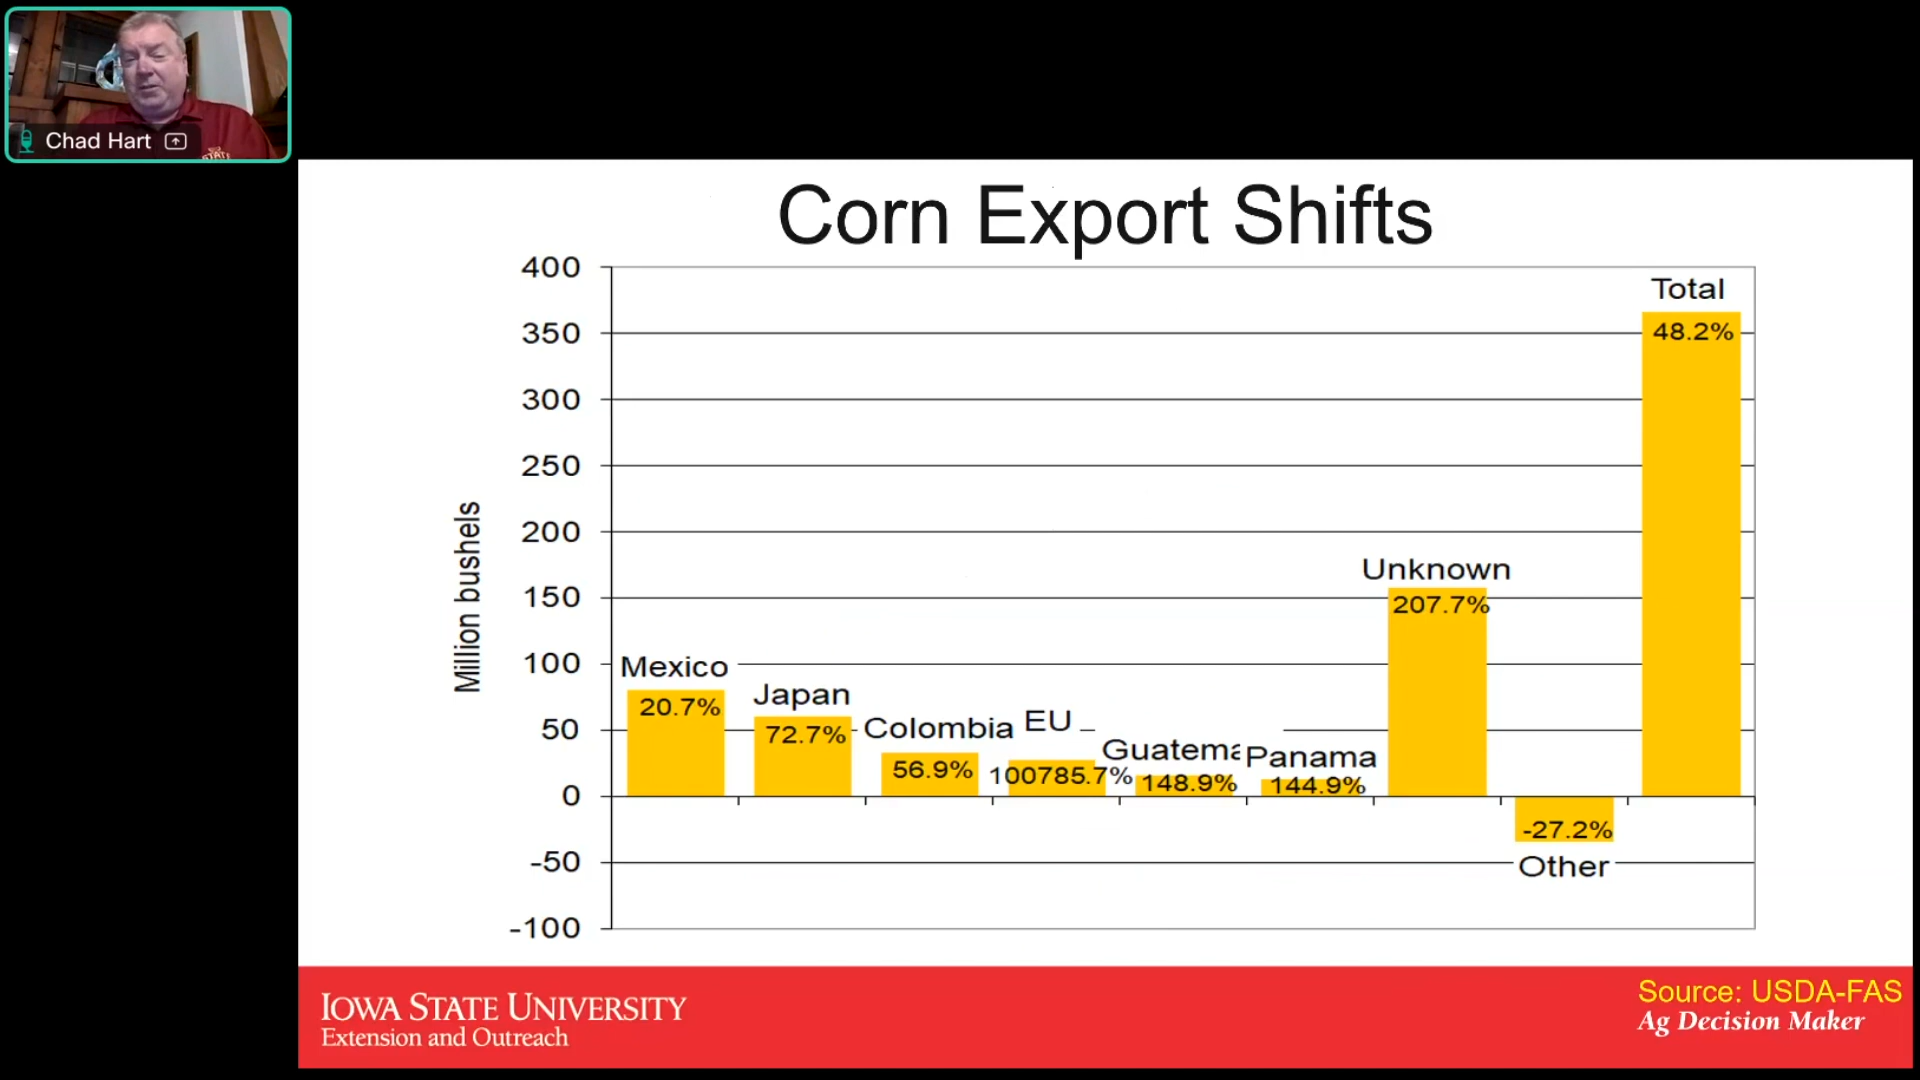 Chad Hart
Corn Export Shifts
Million bushels
400
350
300
250
200
150
100
50
0
-50
-100
Mexico
20.7%
Japan
72.7%
Colombia
56.9%
EU
100785.7%
Guatema
148.9%
Panama
144.9%
Unknown
207.7%
-27.2%
Other
Total
48.2%
IOWA STATE UNIVERSITY
Extension and Outreach
Source: USDA-FAS
Ag Decision Maker